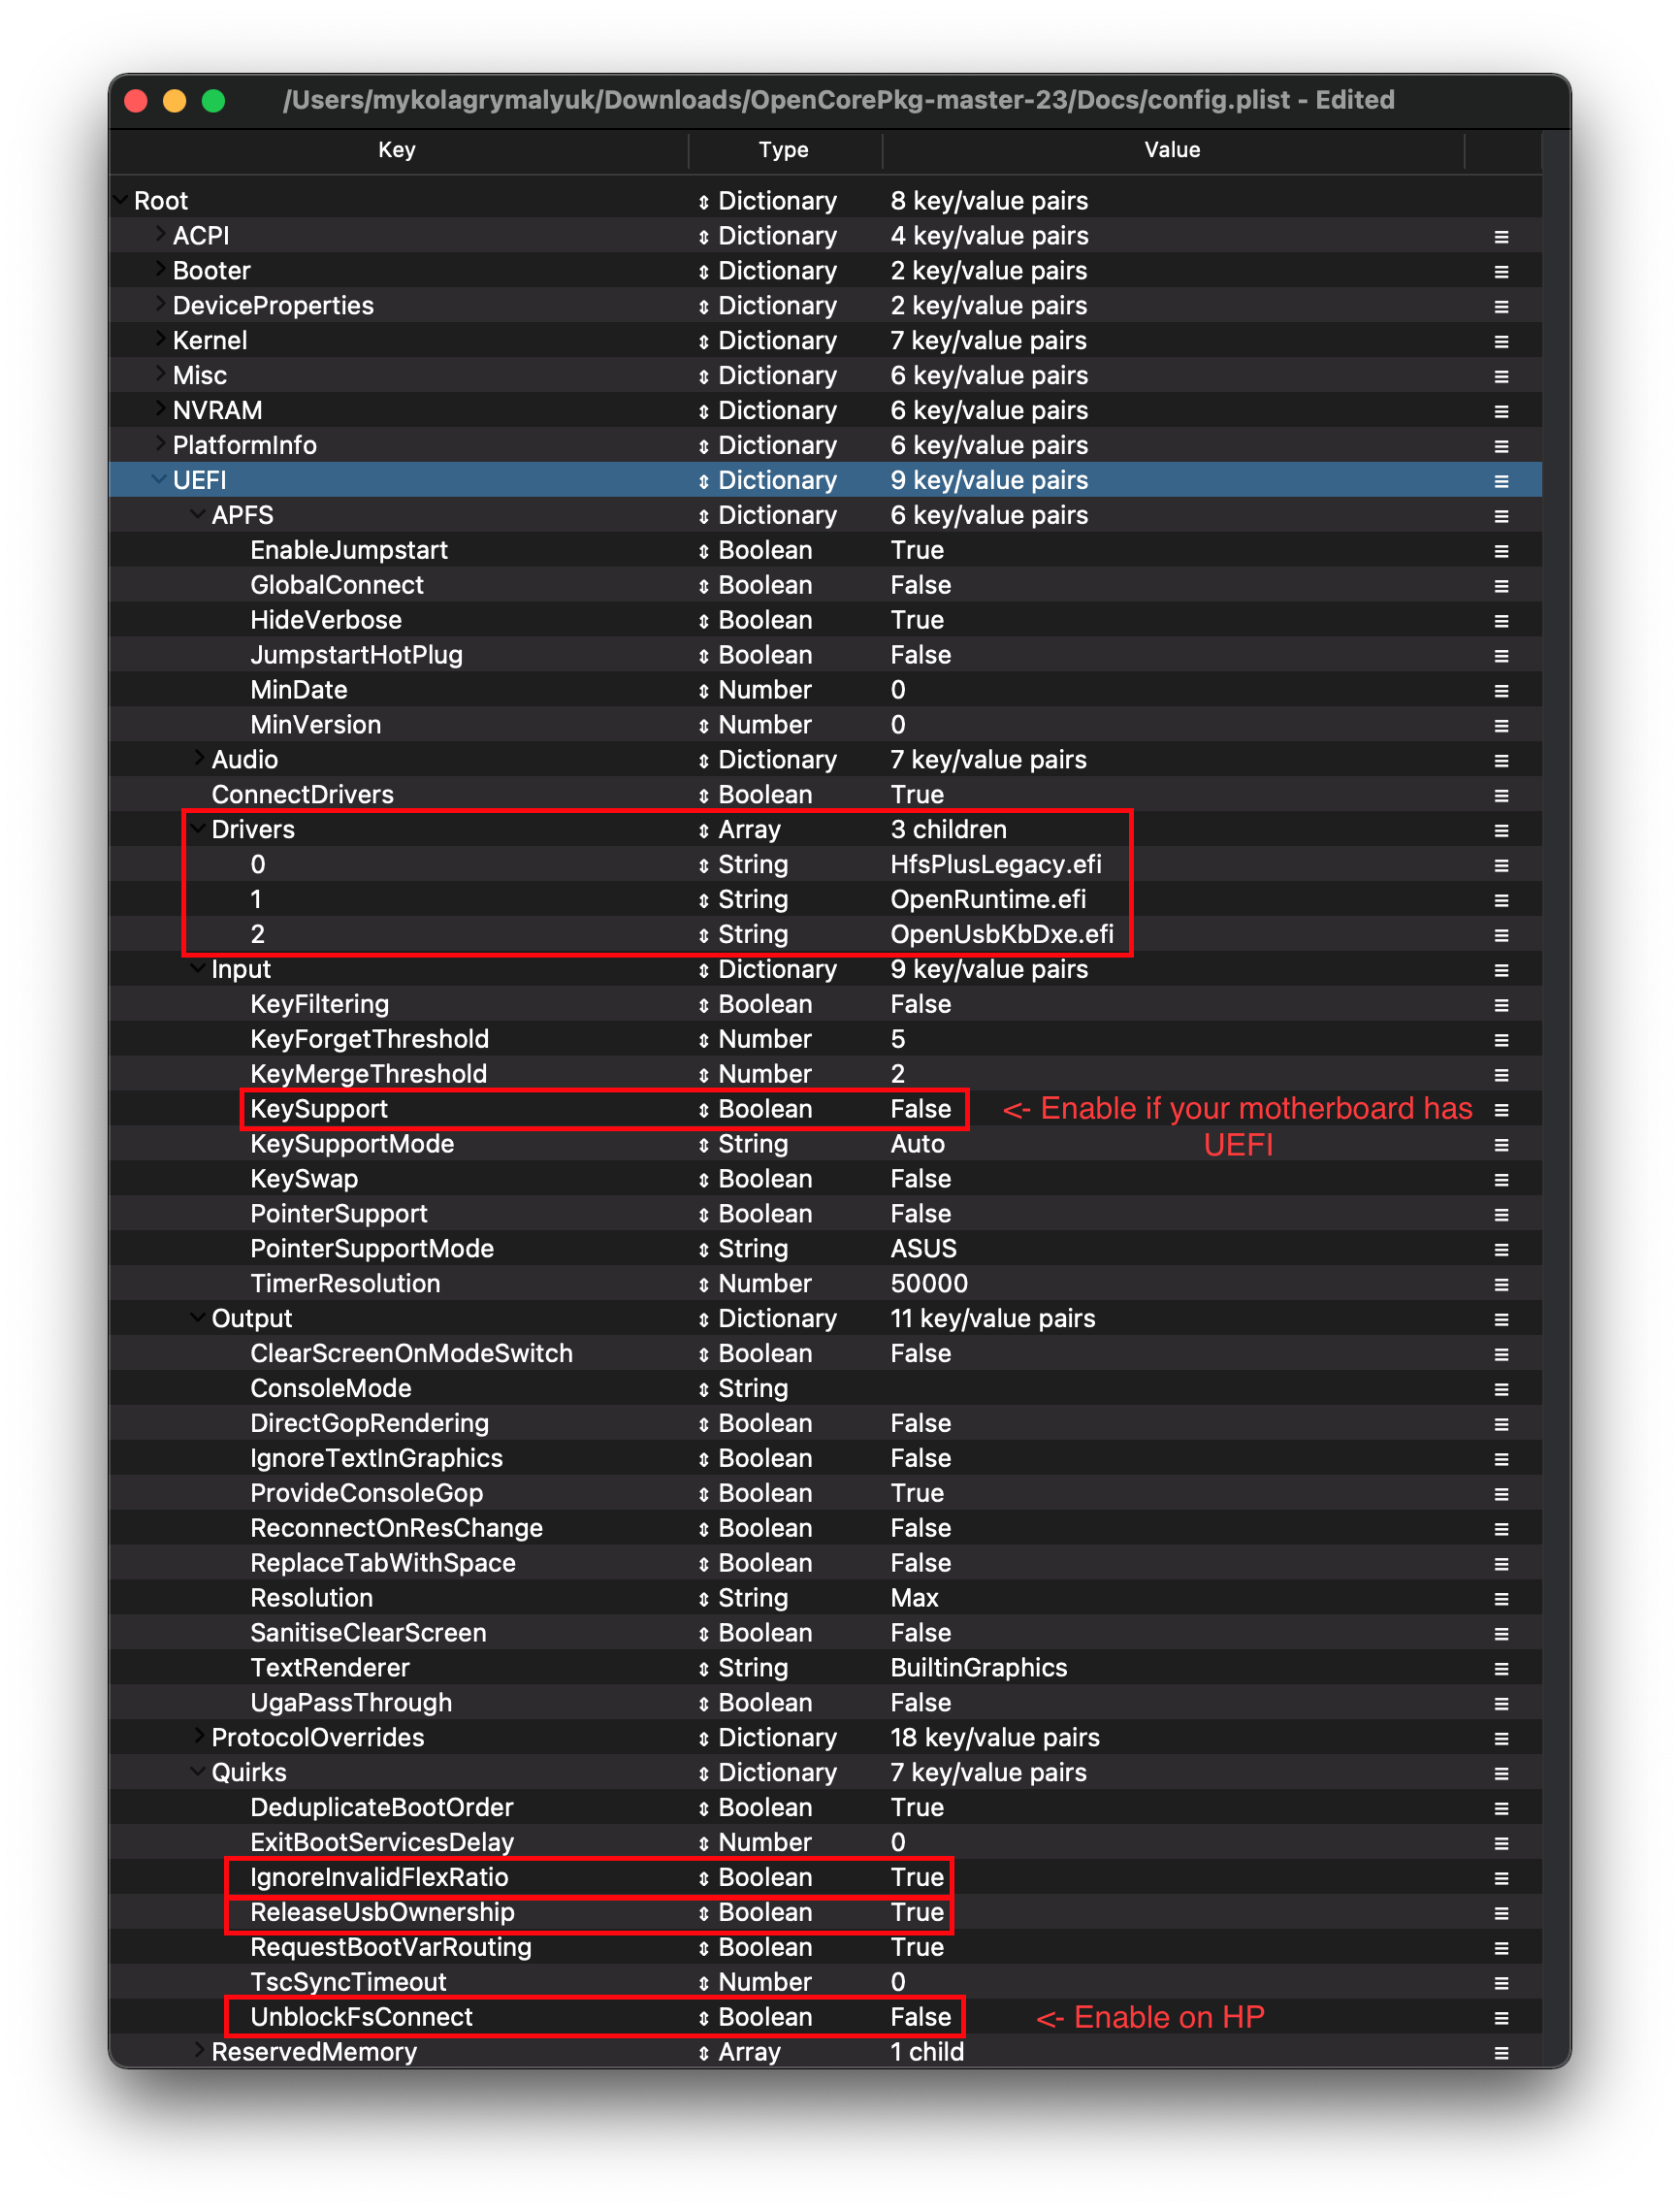 /Users/mykolagrymalyuk/Downloads/OpenCorePkg-master-23/Docs/config.plist - Edited
Key Type Value
Root Dictionary 8 key/value pairs
ACPI Dictionary 4 key/value pairs
Booter Dictionary 2 key/value pairs
DeviceProperties Dictionary 2 key/value pairs
Kernel Dictionary 7 key/value pairs
Misc Dictionary 6 key/value pairs
NVRAM Dictionary 6 key/value pairs
PlatformInfo Dictionary 6 key/value pairs
UEFI Dictionary 9 key/value pairs
APFS Dictionary 6 key/value pairs
EnableJumpstart Boolean True
GlobalConnect Boolean False
HideVerbose Boolean True
JumpstartHotPlug Boolean False
MinDate Number 0
MinVersion Number 0
Audio Dictionary 7 key/value pairs
ConnectDrivers Boolean True
Drivers Array 3 children
0 String HfsPlusLegacy.efi
1 String OpenRuntime.efi
2 String OpenUsbKbDxe.efi
Input Dictionary 9 key/value pairs
KeyFiltering Boolean False
KeyForgetThreshold Number 5
KeyMergeThreshold Number 2
KeySupport Boolean False <- Enable if your motherboard has
UEFI
KeySupportMode String Auto
KeySwap Boolean False
PointerSupport Boolean False
PointerSupportMode String ASUS
TimerResolution Number 50000
Output Dictionary 11 key/value pairs
ClearScreenOnModeSwitch Boolean False
ConsoleMode String
DirectGopRendering Boolean False
IgnoreTextInGraphics Boolean False
ProvideConsoleGop Boolean True
ReconnectOnResChange Boolean False
ReplaceTabWithSpace Boolean False
Resolution String Max
SanitiseClearScreen Boolean False
TextRenderer String BuiltinGraphics
UgaPassThrough Boolean False
ProtocolOverrides Dictionary 18 key/value pairs
Quirks Dictionary 7 key/value pairs
DeduplicateBootOrder Boolean True
ExitBootServicesDelay Number 0
IgnoreInvalidFlexRatio Boolean True
ReleaseUsbOwnership Boolean True
RequestBootVarRouting Boolean True
TscSyncTimeout Number 0
UnblockFsConnect Boolean False <- Enable on HP
ReservedMemory Array 1 child